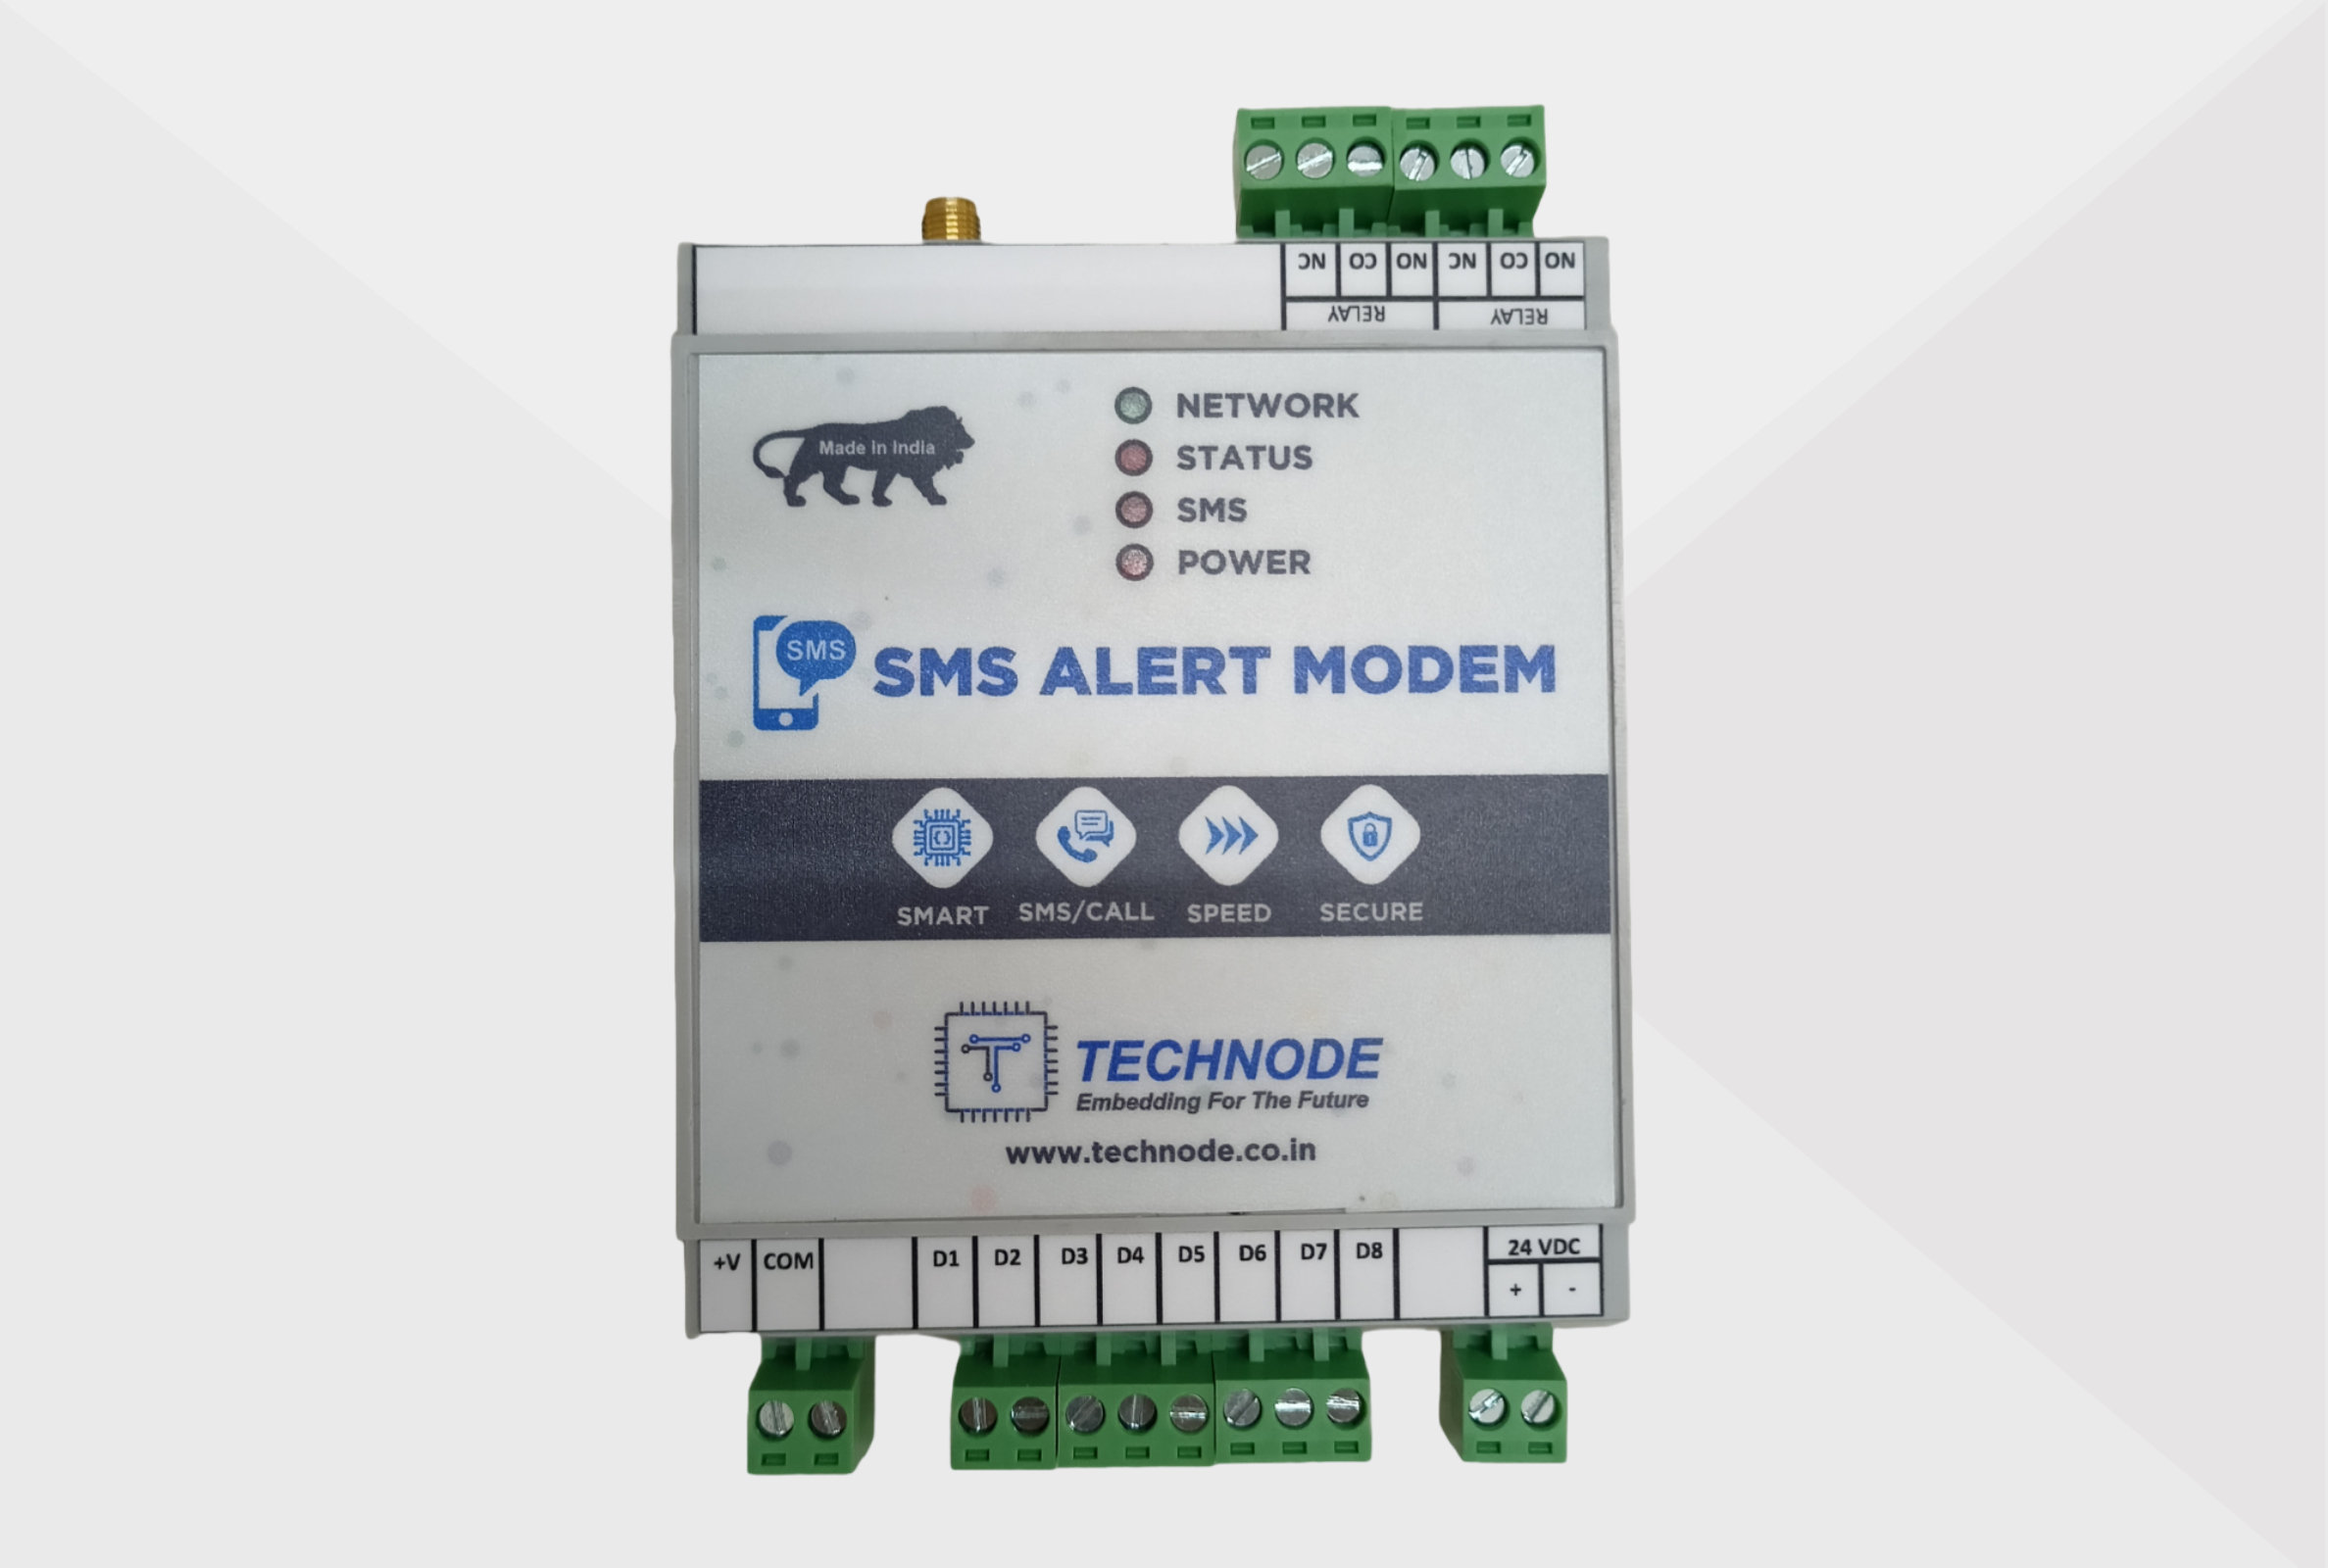 NC CO NO NC CO NO
RELAY RELAY
Made in India
NETWORK
STATUS
SMS
POWER
SMS
SMS ALERT MODEM
SMART SMS/CALL SPEED SECURE
T TECHNODE
Embedding For The Future
www.technode.co.in
+V COM D1 D2 D3 D4 D5 D6 D7 D8 24 VDC
+ -